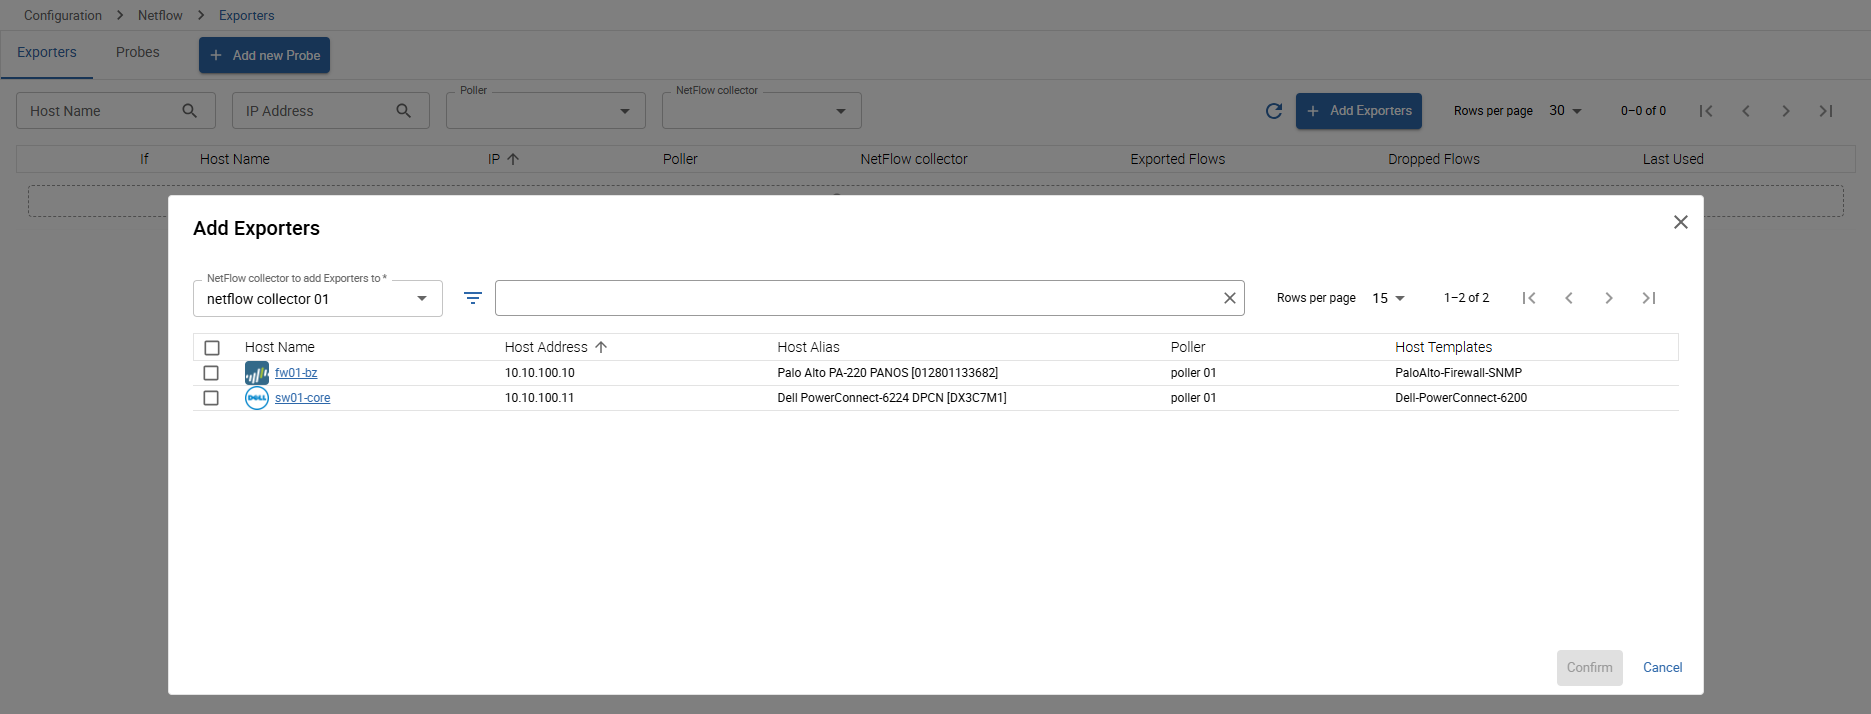 Configuration > Netflow > Exporters
Exporters Probes + Add new Probe
Host Name IP Address Poller NetFlow collector + Add Exporters Rows per page 30 0–0 of 0
If Host Name IP Poller NetFlow collector Exported Flows Dropped Flows Last Used
Add Exporters
NetFlow collector to add Exporters to *
netflow collector 01 Rows per page 15 1–2 of 2
Host Name Host Address Host Alias Poller Host Templates
fw01-bz 10.10.100.10 Palo Alto PA-220 PANOS [012801133682] poller 01 PaloAlto-Firewall-SNMP
DELL sw01-core 10.10.100.11 Dell PowerConnect-6224 DPCN [DX3C7M1] poller 01 Dell-PowerConnect-6200
Confirm Cancel